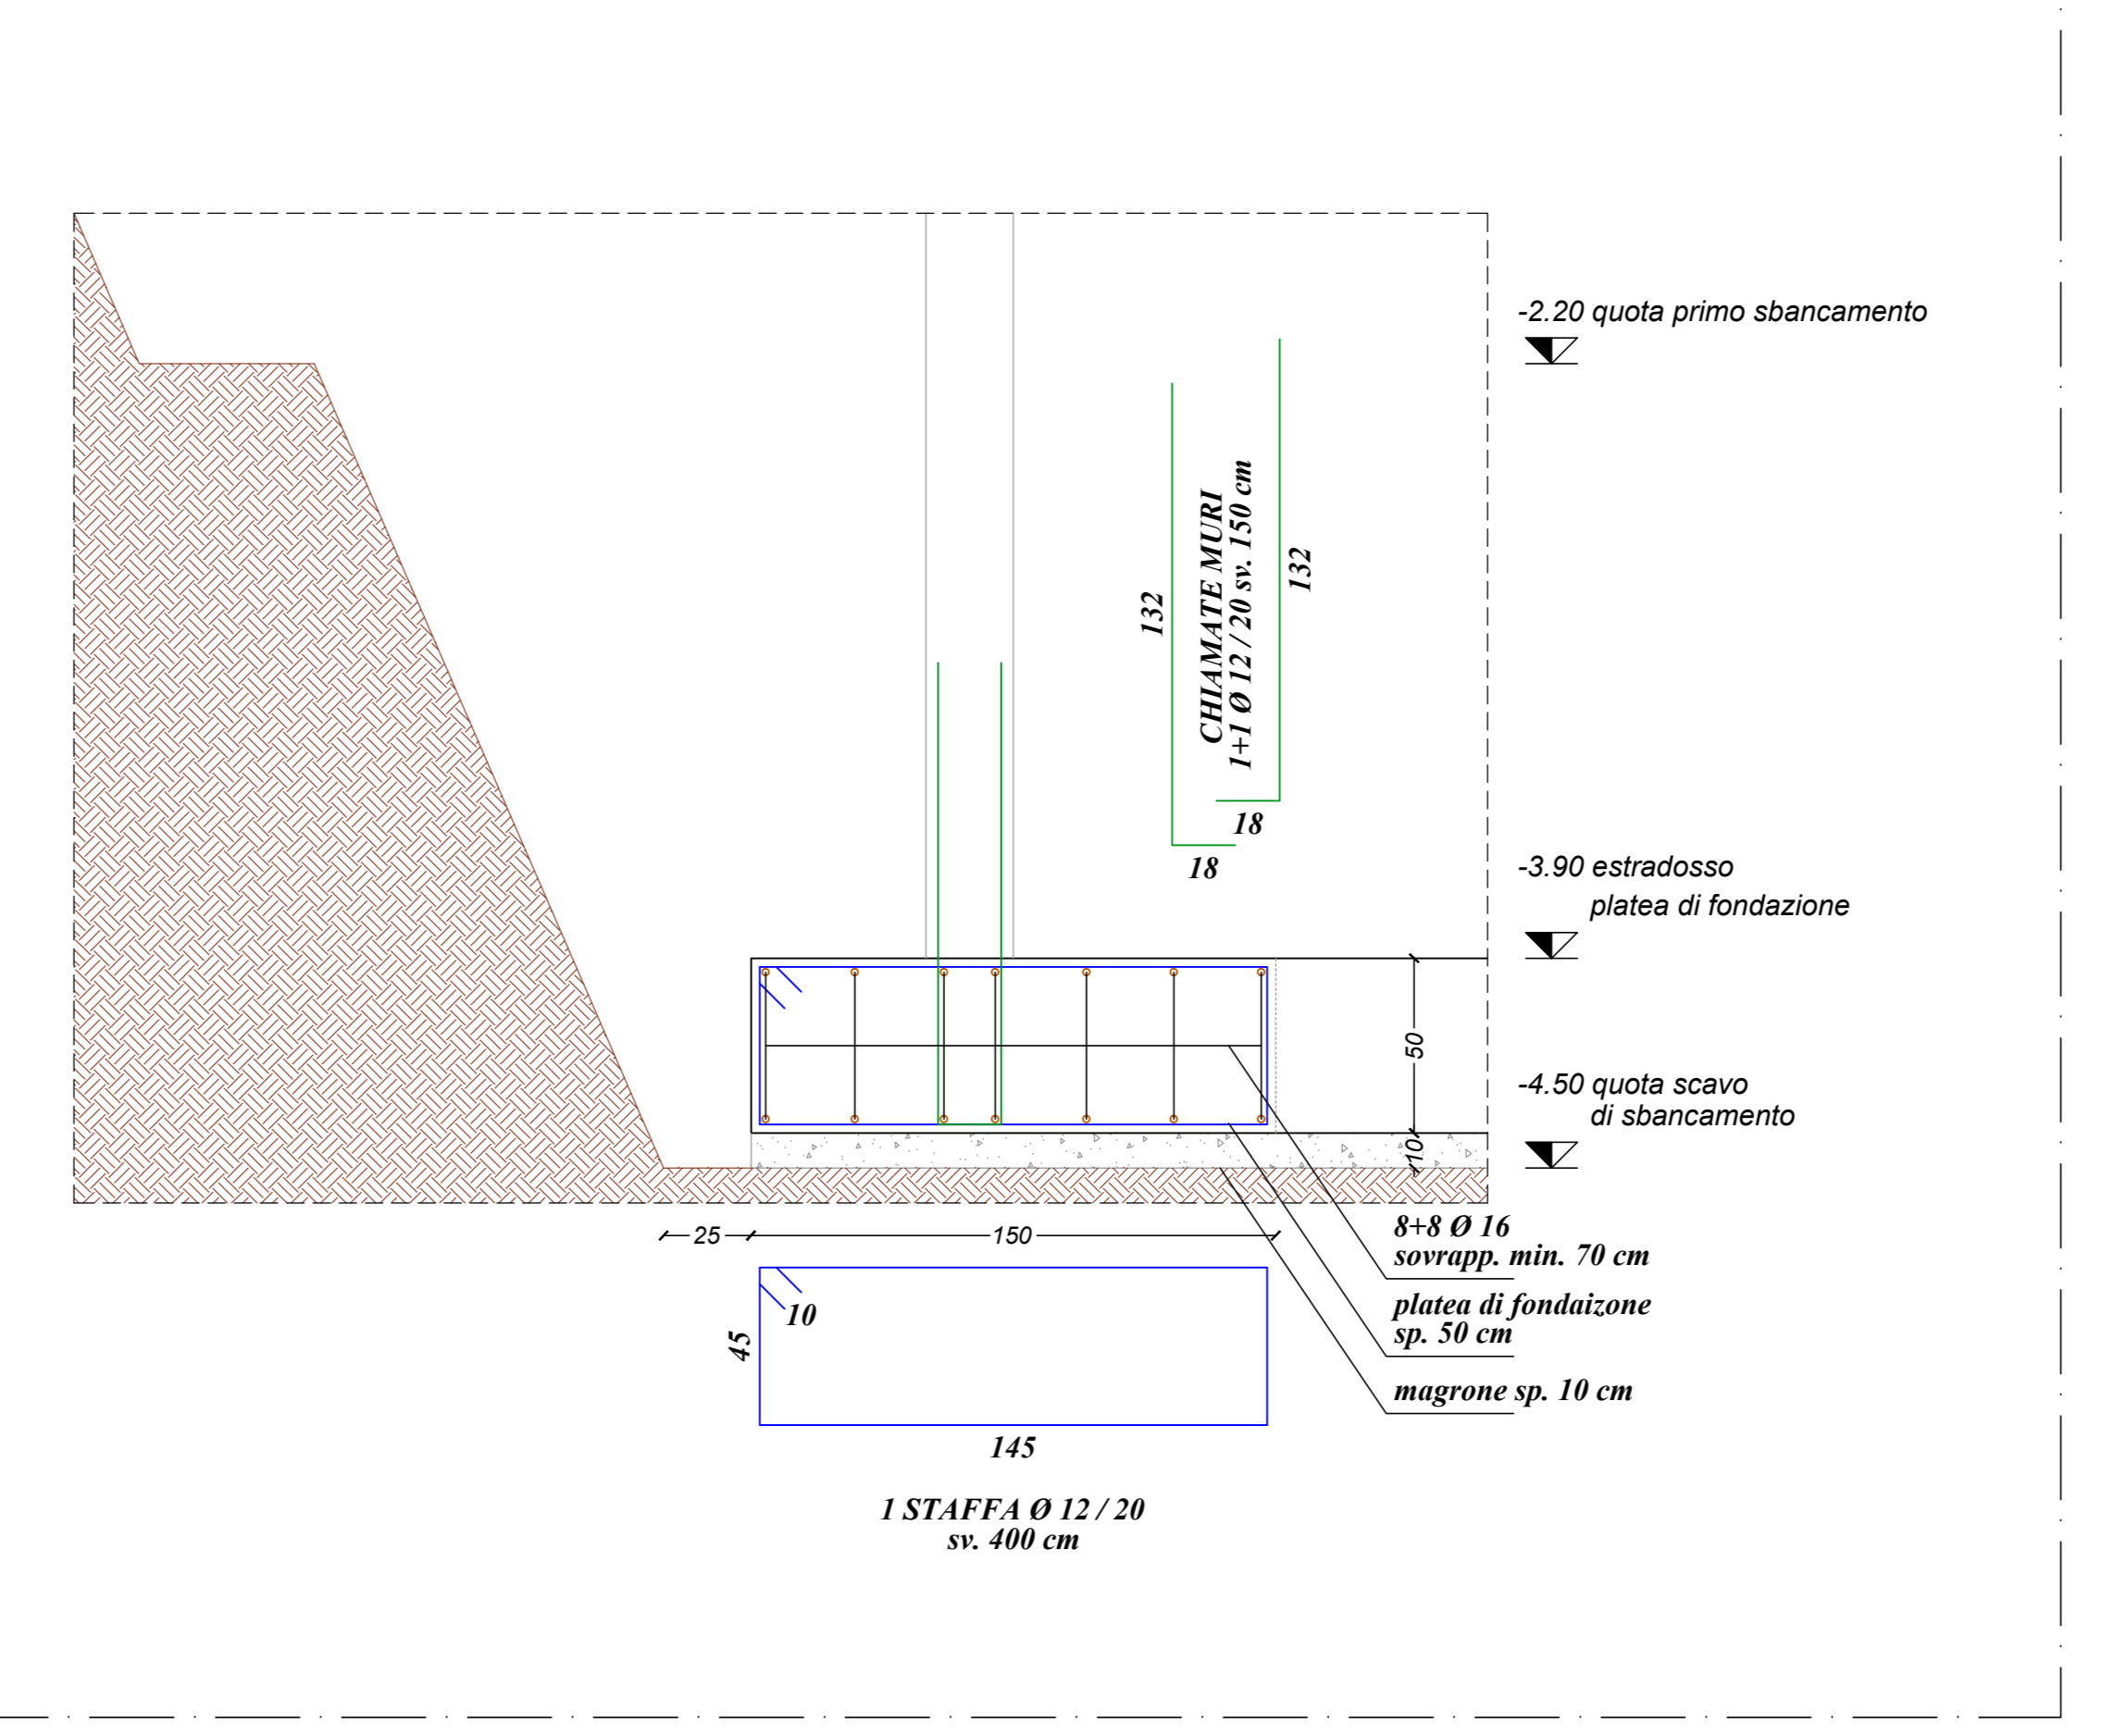 -2.20 quota primo sbancamento
CHIAMATE MURI
1+1 Ø 12 / 20 sv. 150 cm
132
132
18
18
-3.90 estradosso
platea di fondazione
50
10
-4.50 quota scavo
di sbancamento
25
150
8+8 Ø 16
sovrapp. min. 70 cm
platea di fondaizone
sp. 50 cm
magrone sp. 10 cm
10
45
145
1 STAFFA Ø 12 / 20
sv. 400 cm